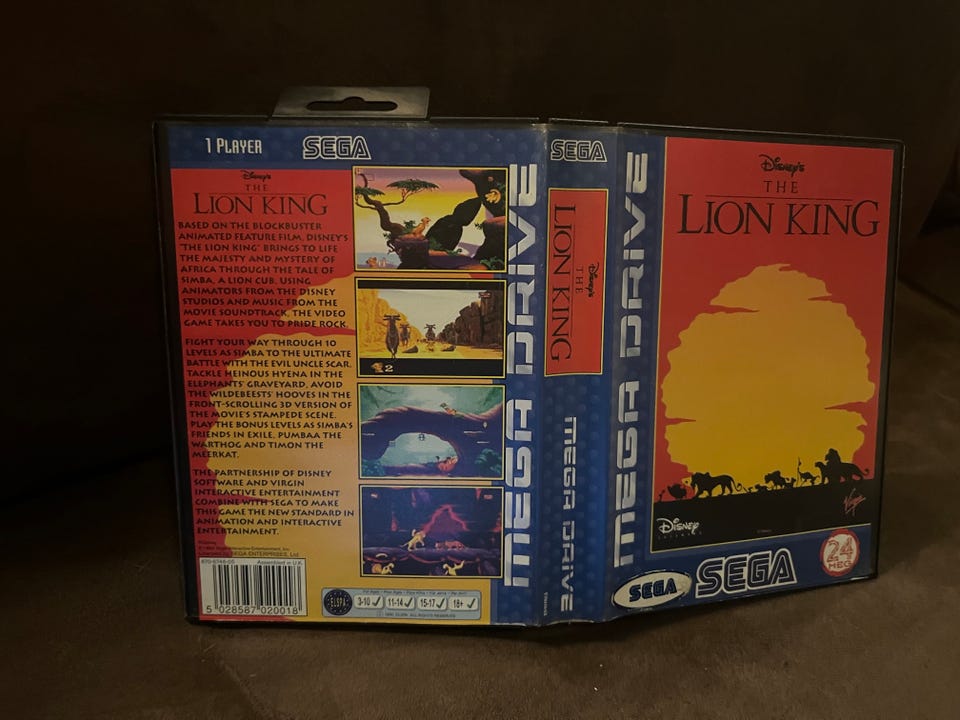 1 PLAYER
SEGA
Disney's
THE
LION KING
BASED ON THE BLOCKBUSTER
ANIMATED FEATURE FILM, DISNEY'S
"THE LION KING" BRINGS TO LIFE
THE MAJESTY AND MYSTERY OF
AFRICA THROUGH THE TALE OF
SIMBA, A LION CUB. USING
ANIMATORS FROM THE DISNEY
STUDIOS AND MUSIC FROM THE
MOVIE SOUNDTRACK, THE VIDEO
GAME TAKES YOU TO PRIDE ROCK.
FIGHT YOUR WAY THROUGH 10
LEVELS AS SIMBA TO THE ULTIMATE
BATTLE WITH THE EVIL UNCLE SCAR.
TACKLE HEINOUS HYENA IN THE
ELEPHANTS' GRAVEYARD, AVOID
THE WILDEBEESTS' HOOVES IN THE
FRONT-SCROLLING 3D VERSION OF
THE MOVIE'S STAMPEDE SCENE.
PLAY THE BONUS LEVELS AS SIMBA'S
FRIENDS IN EXILE, PUMBAA THE
WARTHOG AND TIMON THE
MEERKAT.
THE PARTNERSHIP OF DISNEY
SOFTWARE AND VIRGIN
INTERACTIVE ENTERTAINMENT
COMBINE WITH SEGA TO MAKE
THIS GAME THE NEW STANDARD IN
ANIMATION AND INTERACTIVE
ENTERTAINMENT.
Assembled in U.K.
5 028587 020018
2
ELSPA
3-10 11-14 15-17 18+
MEGA DRIVE
SEGA
Disney's
THE
LION KING
MEGA DRIVE
MEGA DRIVE
Disney's
THE
LION KING
Disney
Virgin
SEGA
SEGA
24
MEG